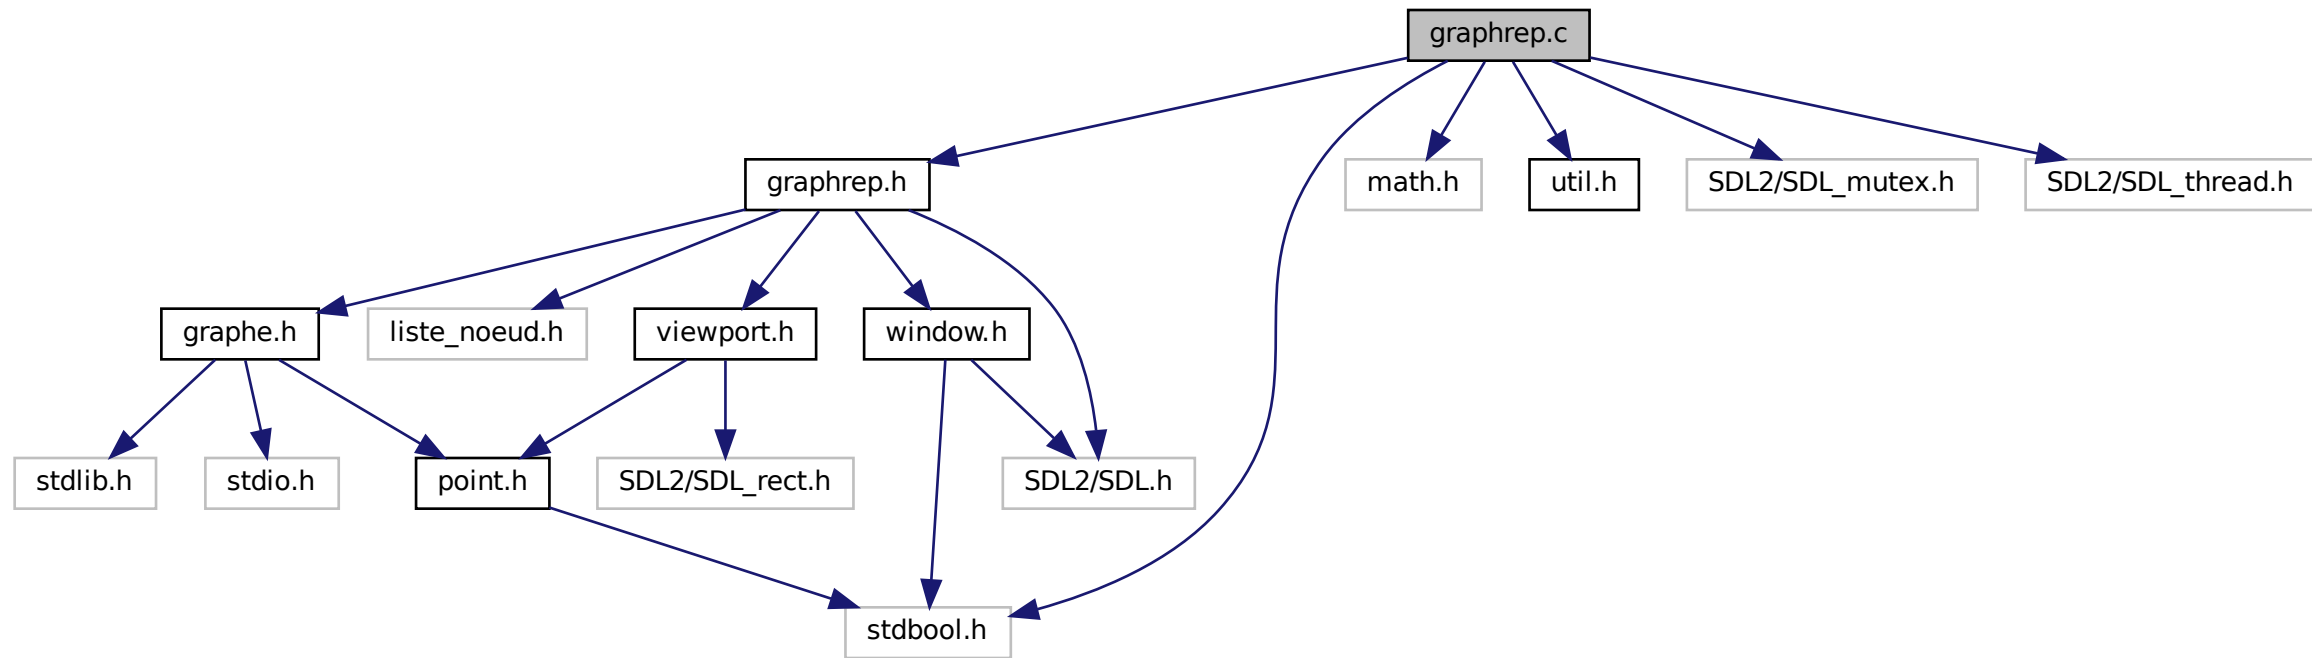 graphrep.c
graphrep.h
math.h
util.h
SDL2/SDL_mutex.h
SDL2/SDL_thread.h
graphe.h
liste_noeud.h
viewport.h
window.h
stdlib.h
stdio.h
point.h
SDL2/SDL_rect.h
SDL2/SDL.h
stdbool.h